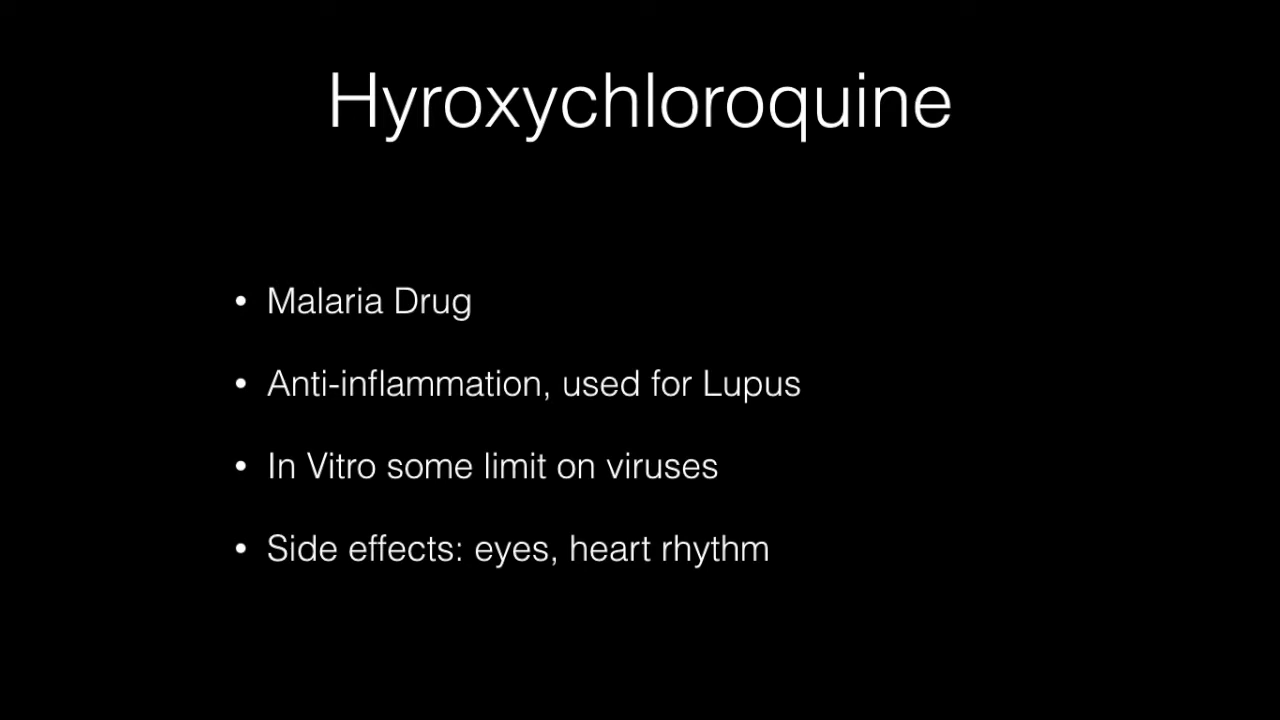 Hyroxychloroquine
• Malaria Drug
• Anti-inflammation, used for Lupus
• In Vitro some limit on viruses
• Side effects: eyes, heart rhythm